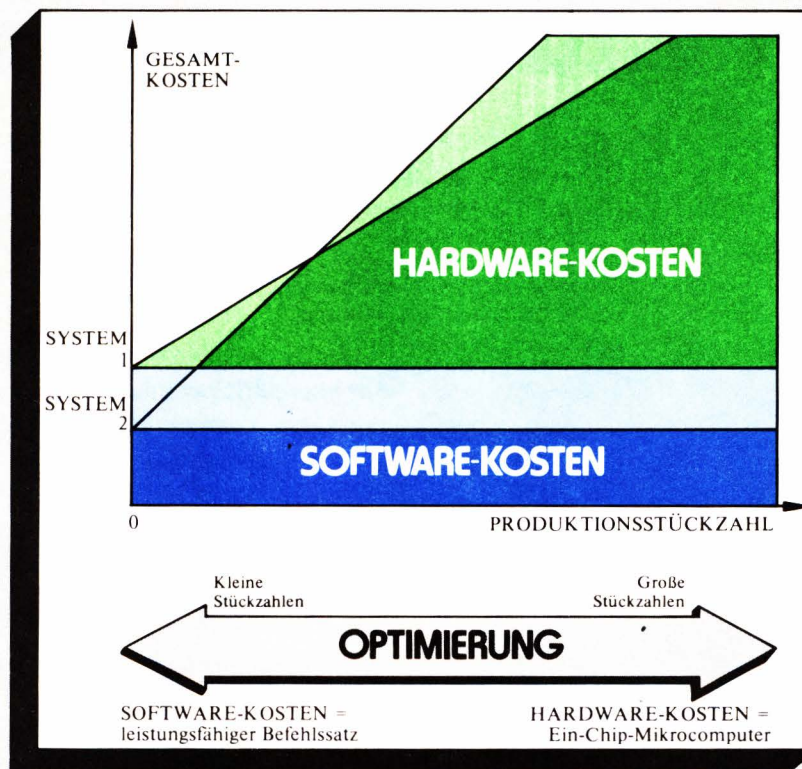 GESAMT-
KOSTEN
HARDWARE-KOSTEN
SYSTEM
1
SYSTEM
2
SOFTWARE-KOSTEN
0
PRODUKTIONSSTÜCKZAHL
Kleine
Stückzahlen
Große
Stückzahlen
OPTIMIERUNG
SOFTWARE-KOSTEN =
leistungsfähiger Befehlssatz
HARDWARE-KOSTEN =
Ein-Chip-Mikrocomputer